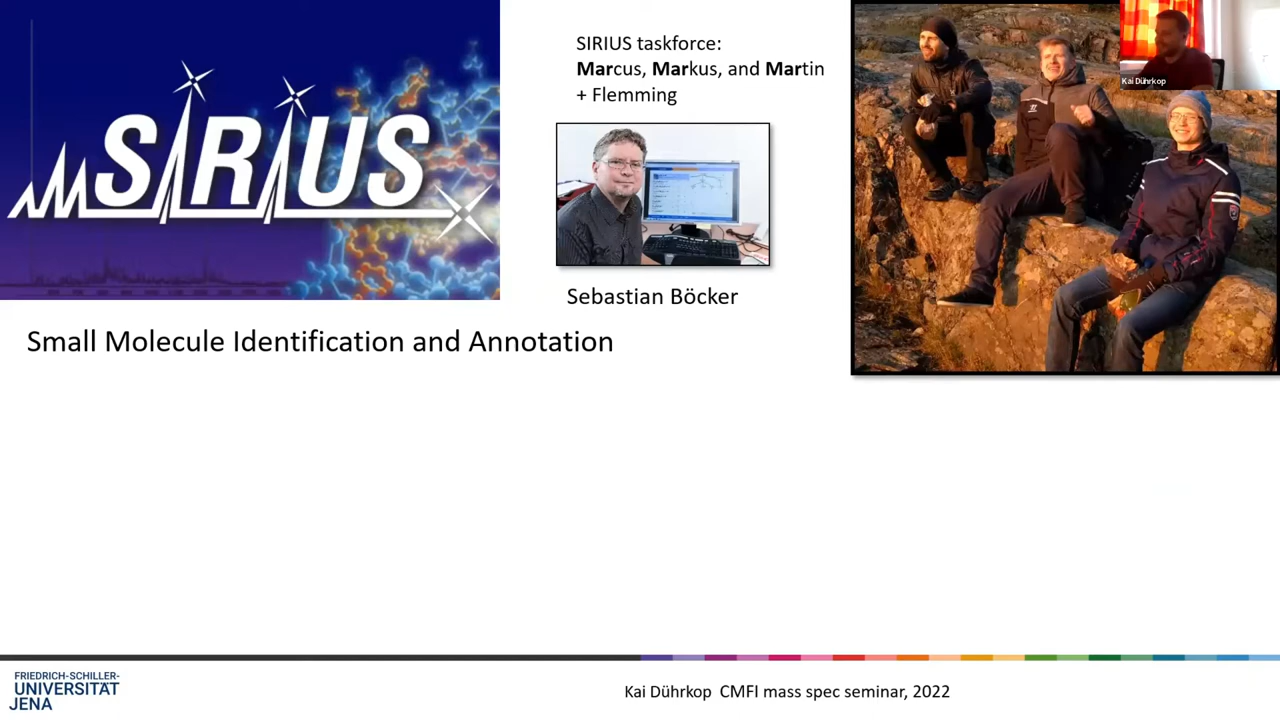 SIRIUS
SIRIUS taskforce:
Marcus, Markus, and Martin
+ Flemming
Kai Dührkop
Sebastian Böcker
Small Molecule Identification and Annotation
FRIEDRICH-SCHILLER-
UNIVERSITÄT
JENA
Kai Dührkop CMFI mass spec seminar, 2022